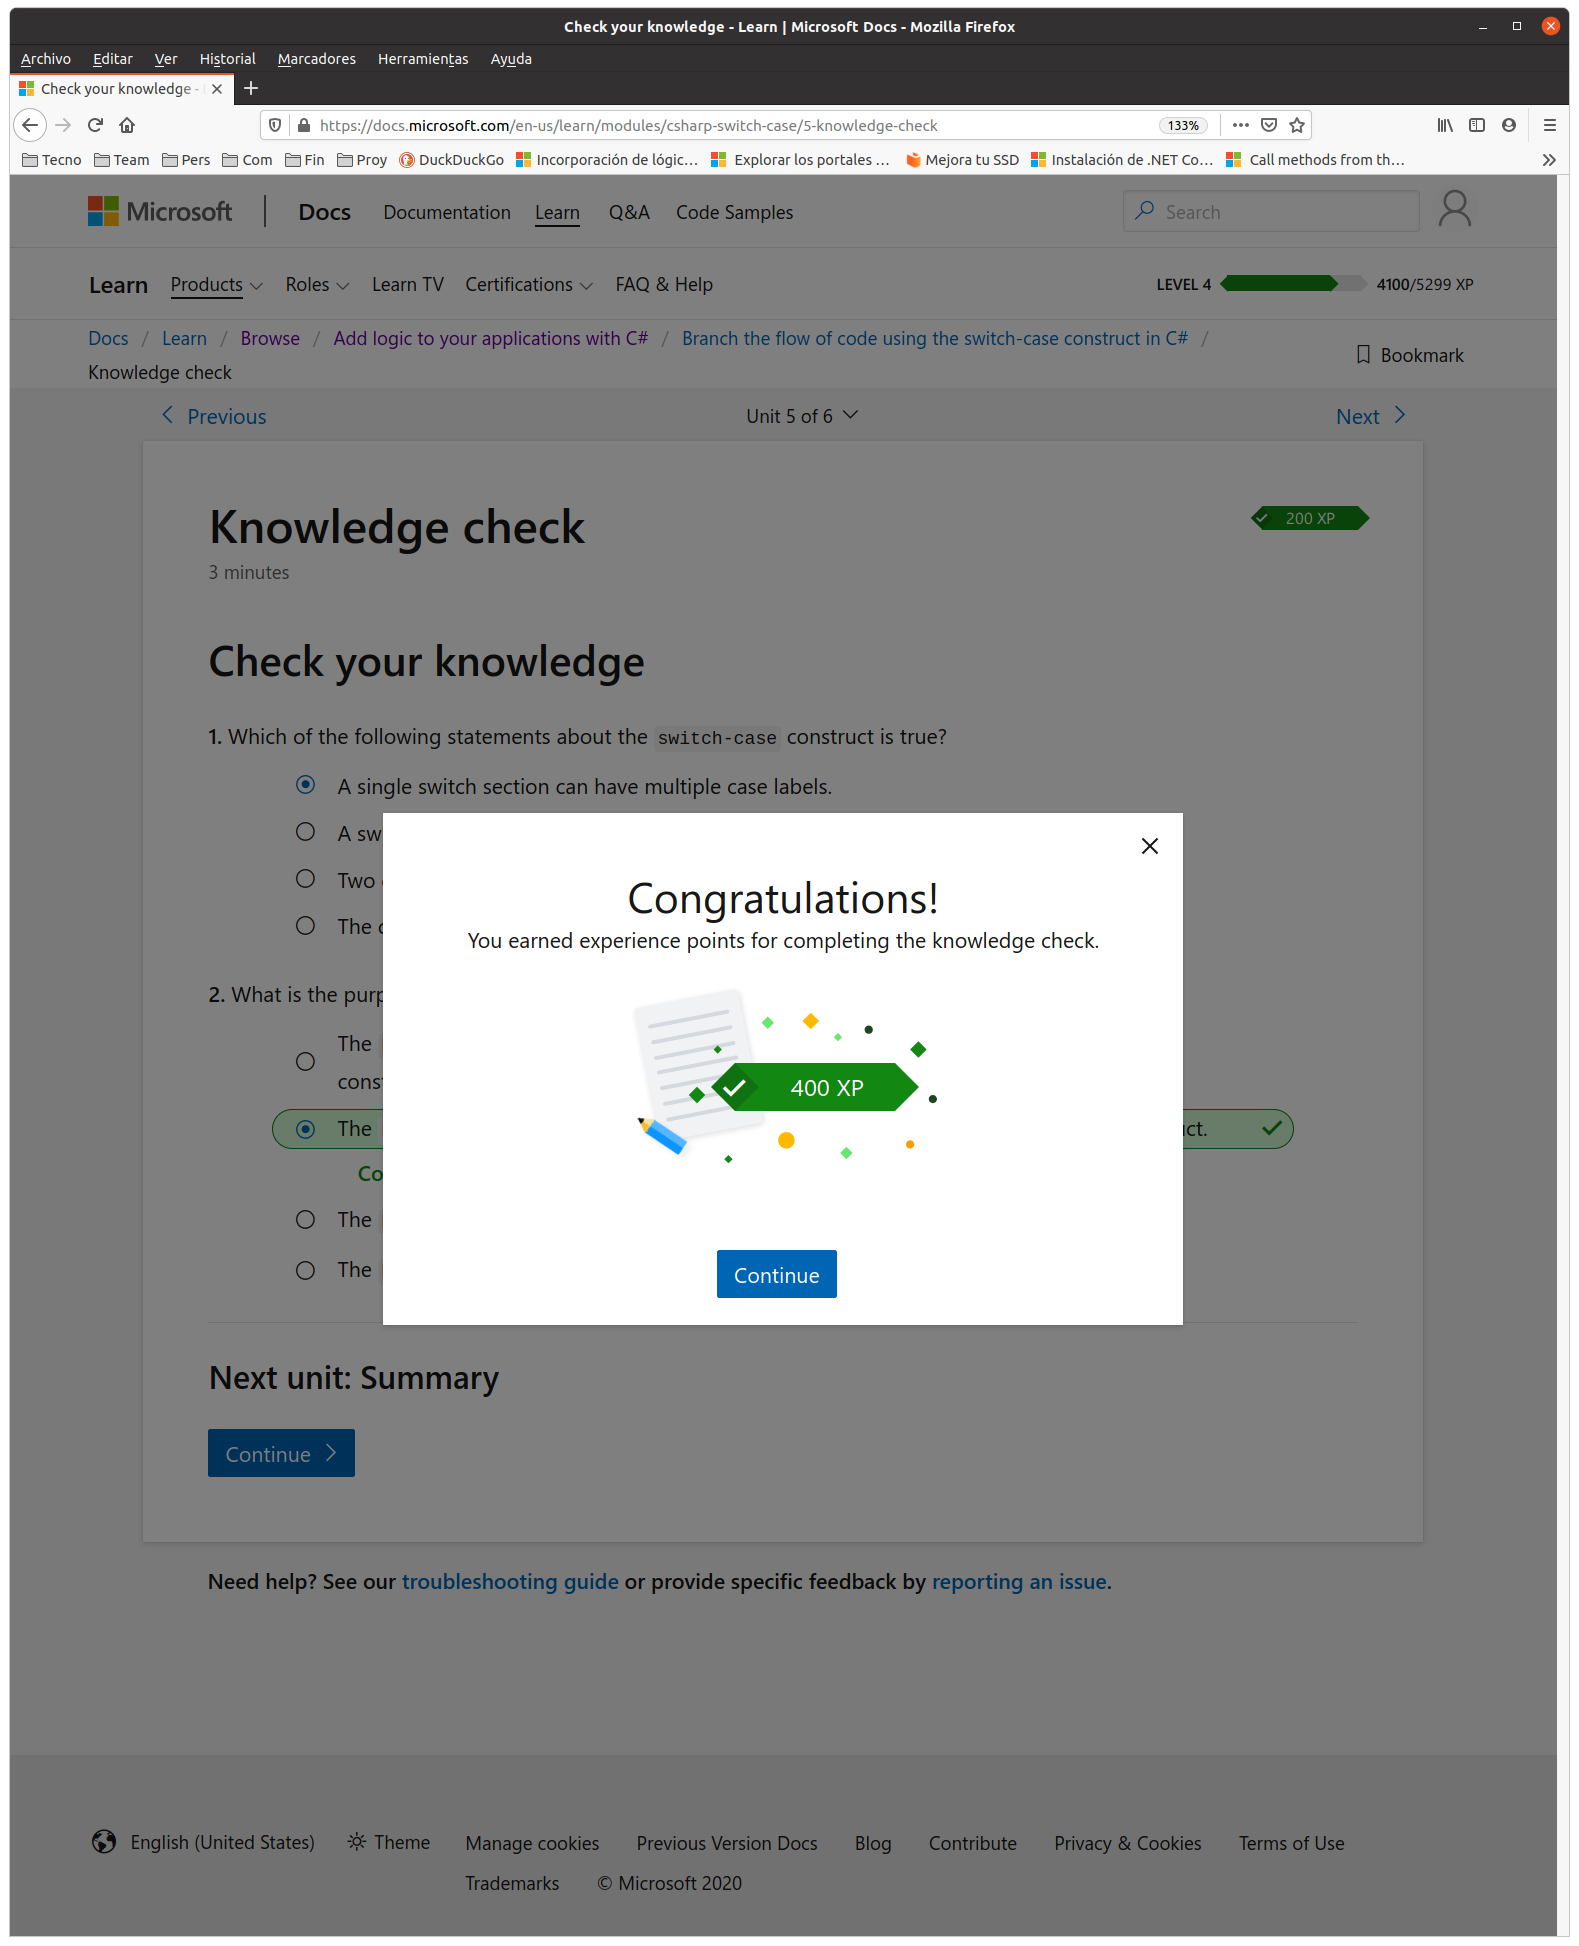 Check your knowledge - Learn | Microsoft Docs - Mozilla Firefox
Archivo Editar Ver Historial Marcadores Herramientas Ayuda
Check your knowledge -
https://docs.microsoft.com/en-us/learn/modules/csharp-switch-case/5-knowledge-check 133%
Tecno Team Pers Com Fin Proy DuckDuckGo Incorporación de lógic... Explorar los portales ... Mejora tu SSD Instalación de .NET Co... Call methods from th...
Microsoft Docs Documentation Learn Q&A Code Samples Search
Learn Products Roles Learn TV Certifications FAQ & Help LEVEL 4 4100/5299 XP
Docs / Learn / Browse / Add logic to your applications with C# / Branch the flow of code using the switch-case construct in C# /
Knowledge check
Bookmark
Previous Unit 5 of 6 Next
Knowledge check
200 XP
3 minutes
Check your knowledge
1. Which of the following statements about the switch-case construct is true?
A single switch section can have multiple case labels.
A sw
Two
The
2. What is the purp
The
cons
The
ct.
Co
The
The
Congratulations!
You earned experience points for completing the knowledge check.
400 XP
Continue
Next unit: Summary
Continue
Need help? See our troubleshooting guide or provide specific feedback by reporting an issue.
English (United States) Theme Manage cookies Previous Version Docs Blog Contribute Privacy & Cookies Terms of Use
Trademarks © Microsoft 2020